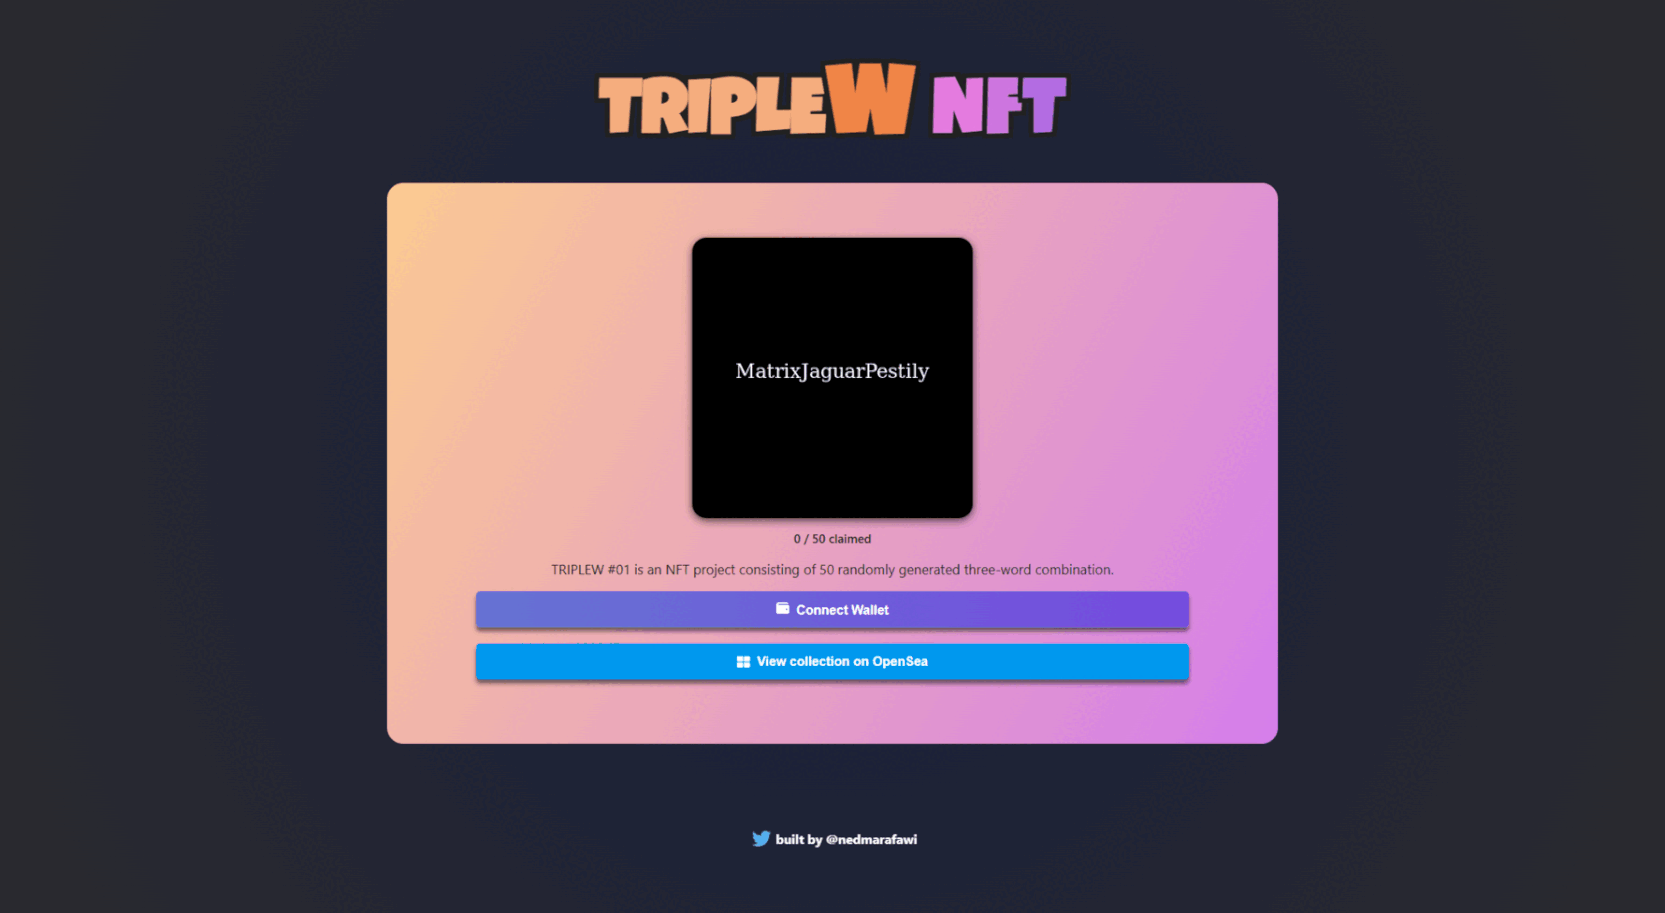 TRIPLEW NFT
MatrixJaguarPestily
0 / 50 claimed
TRIPLEW #01 is an NFT project consisting of 50 randomly generated three-word combination.
Connect Wallet
View collection on OpenSea
built by @nedmarafawi